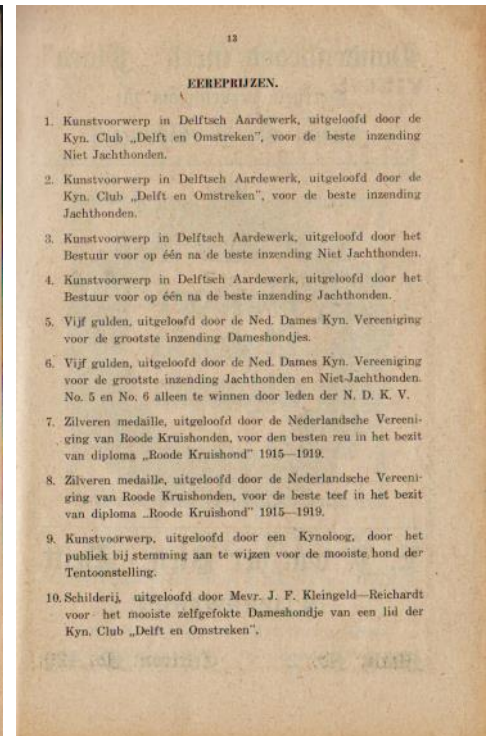 13
EEREPRIJZEN.
1. Kunstvoorwerp in Delftsch Aardewerk, uitgeloofd door de
Kyn. Club „Delft en Omstreken", voor de beste inzending
Niet Jachthonden.
2. Kunstvoorwerp in Delftsch Aardewerk, uitgeloofd door de
Kyn. Club „Delft en Omstreken", voor de beste inzending
Jachthonden.
3. Kunstvoorwerp in Delftsch Aardewerk, uitgeloofd door het
Bestuur voor op één na de beste inzending Niet Jachthonden.
4. Kunstvoorwerp in Delftsch Aardewerk, uitgeloofd door het
Bestuur voor op één na de beste inzending Jachthonden.
5. Vijf gulden, uitgeloofd door de Ned. Dames Kyn. Vereeniging
voor de grootste inzending Dameshondjes.
6. Vijf gulden, uitgeloofd door de Ned. Dames Kyn. Vereeniging
voor de grootste inzending Jachthonden en Niet-Jachthonden.
No. 5 en No. 6 alleen te winnen door leden der N. D. K. V.
7. Zilveren medaille, uitgeloofd door de Nederlandsche Vereeni-
ging van Roode Kruishonden, voor den besten reu in het bezit
van diploma „Roode Kruishond" 1915—1919.
8. Zilveren medaille, uitgeloofd door de Nederlandsche Vereeni-
ging van Roode Kruishonden, voor de beste teef in het bezit
van diploma „Roode Kruishond" 1915—1919.
9. Kunstvoorwerp, uitgeloofd door een Kynoloog, door het
publiek bij stemming aan te wijzen voor de mooiste hond der
Tentoonstelling.
10. Schilderij, uitgeloofd door Mevr. J. F. Kleingeld—Reichardt
voor het mooiste zelfgefokte Dameshondje van een lid der
Kyn. Club „Delft en Omstreken".